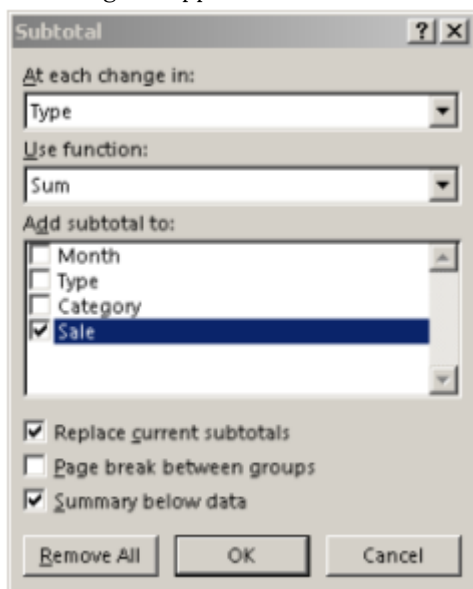 Subtotal ? ×
At each change in:
Type
Use function:
Sum
Add subtotal to:
Month
Type
Category
Sale
Replace current subtotals
Page break between groups
Summary below data
Remove All OK Cancel